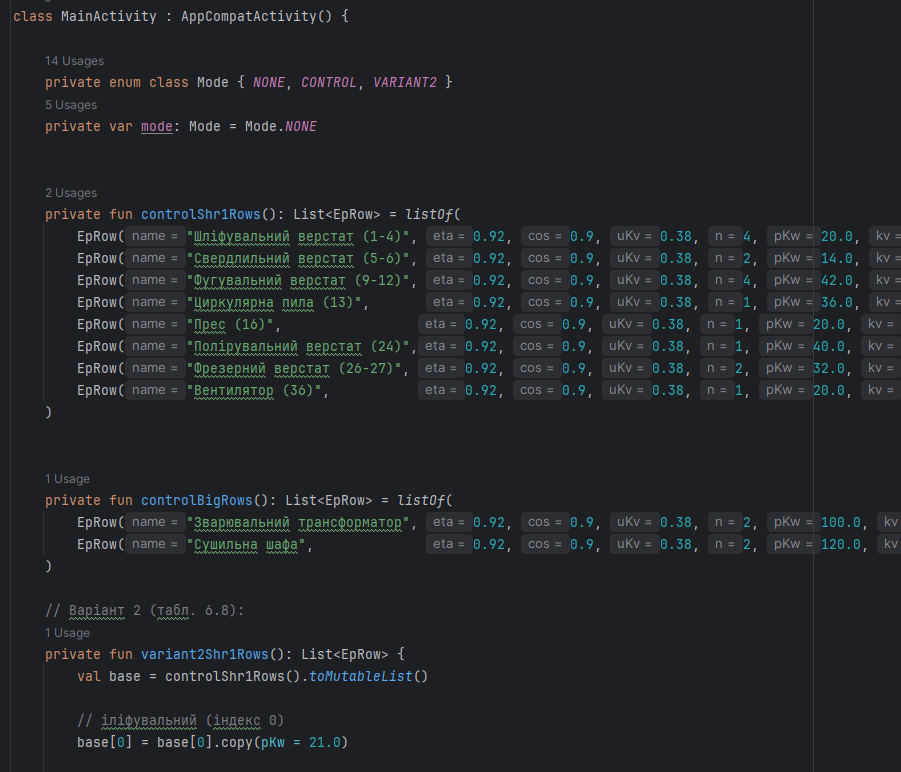 class MainActivity : AppCompatActivity() {
14 Usages
private enum class Mode { NONE, CONTROL, VARIANT2 }
5 Usages
private var mode: Mode = Mode.NONE
2 Usages
private fun controlShr1Rows(): List<EpRow> = listOf(
EpRow( name = "Шліфувальний верстат (1-4)", eta = 0.92, cos = 0.9, uKv = 0.38, n = 4, pKw = 20.0, kv =
EpRow( name = "Свердлильний верстат (5-6)", eta = 0.92, cos = 0.9, uKv = 0.38, n = 2, pKw = 14.0, kv =
EpRow( name = "Фугувальний верстат (9-12)", eta = 0.92, cos = 0.9, uKv = 0.38, n = 4, pKw = 42.0, kv =
EpRow( name = "Циркулярна пила (13)", eta = 0.92, cos = 0.9, uKv = 0.38, n = 1, pKw = 36.0, kv =
EpRow( name = "Прес (16)", eta = 0.92, cos = 0.9, uKv = 0.38, n = 1, pKw = 20.0, kv =
EpRow( name = "Полірувальний верстат (24)", eta = 0.92, cos = 0.9, uKv = 0.38, n = 1, pKw = 40.0, kv =
EpRow( name = "Фрезерний верстат (26-27)", eta = 0.92, cos = 0.9, uKv = 0.38, n = 2, pKw = 32.0, kv =
EpRow( name = "Вентилятор (36)", eta = 0.92, cos = 0.9, uKv = 0.38, n = 1, pKw = 20.0, kv =
)
1 Usage
private fun controlBigRows(): List<EpRow> = listOf(
EpRow( name = "Зварювальний трансформатор", eta = 0.92, cos = 0.9, uKv = 0.38, n = 2, pKw = 100.0, kv
EpRow( name = "Сушильна шафа", eta = 0.92, cos = 0.9, uKv = 0.38, n = 2, pKw = 120.0, kv
)
// Варіант 2 (табл. 6.8):
1 Usage
private fun variant2Shr1Rows(): List<EpRow> {
val base = controlShr1Rows().toMutableList()
// іліфувальний (індекс 0)
base[0] = base[0].copy(pKw = 21.0)